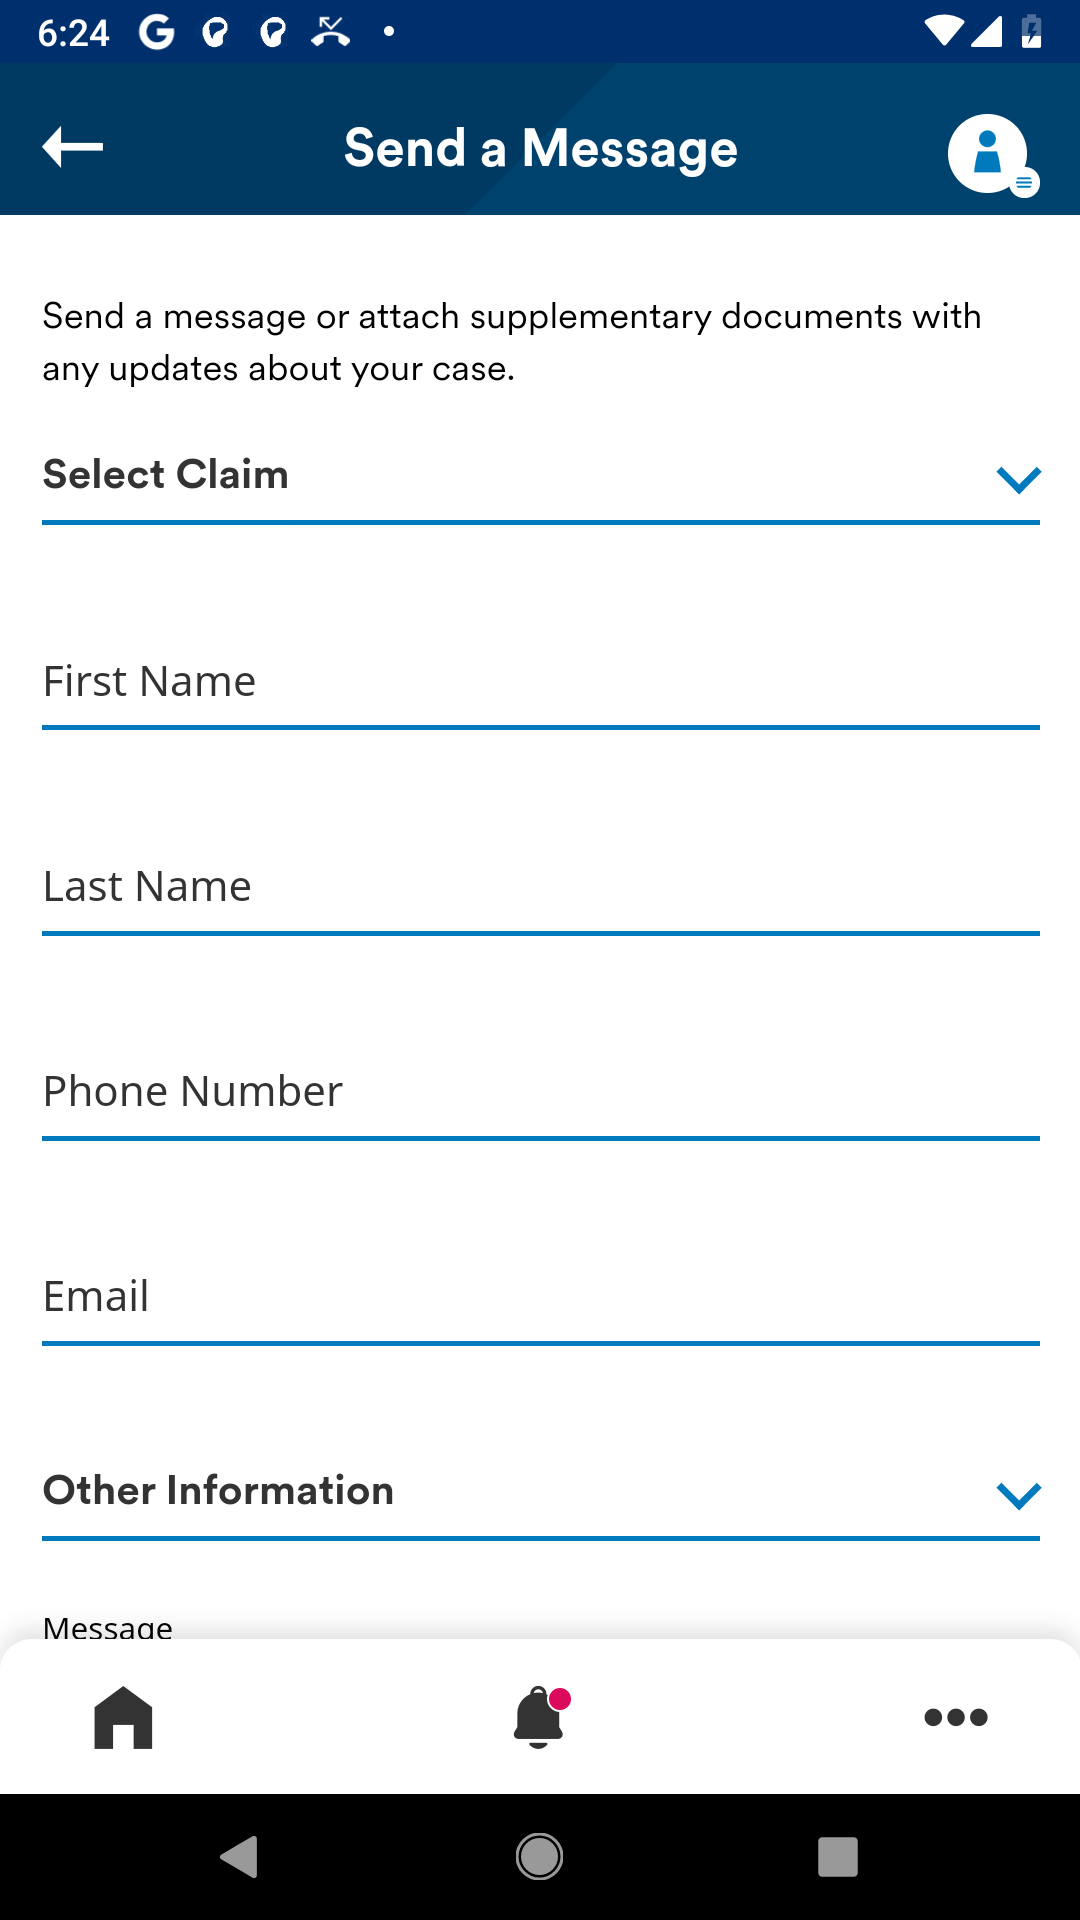 6:24
Send a Message
Send a message or attach supplementary documents with
any updates about your case.
Select Claim
First Name
Last Name
Phone Number
Email
Other Information
Message